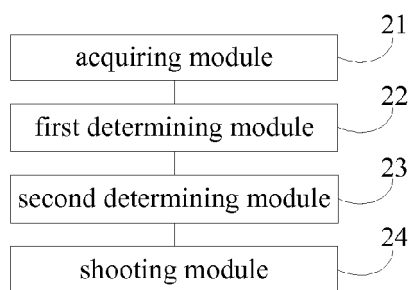 21
acquiring module
22
first determining module
23
second determining module
24
shooting module